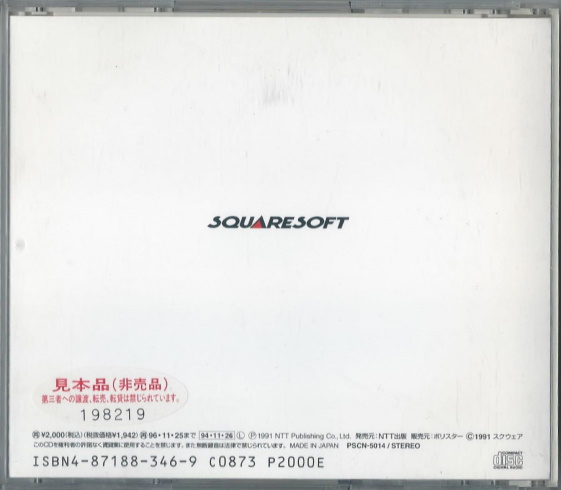 SQUARESOFT
見本品(非売品)
第三者への譲渡、転売、転貸は禁じられています。
198219
㊢¥2,000(税込)(税抜価格¥1,942) ㊢96・11・25まで 94・11・26 Ⓛ Ⓟ1991 NTT Publishing Co., Ltd. 発売元:NTT出版 販売元:ポリスター ©1991 スクウェア
このCDを権利者の許諾なく賃貸業に使用することを禁じます。また無断複製は法律で禁じられています。 MADE IN JAPAN PSCN-5014 / STEREO
ISBN4-87188-346-9 C0873 P2000E
COMPACT
disc
DIGITAL AUDIO